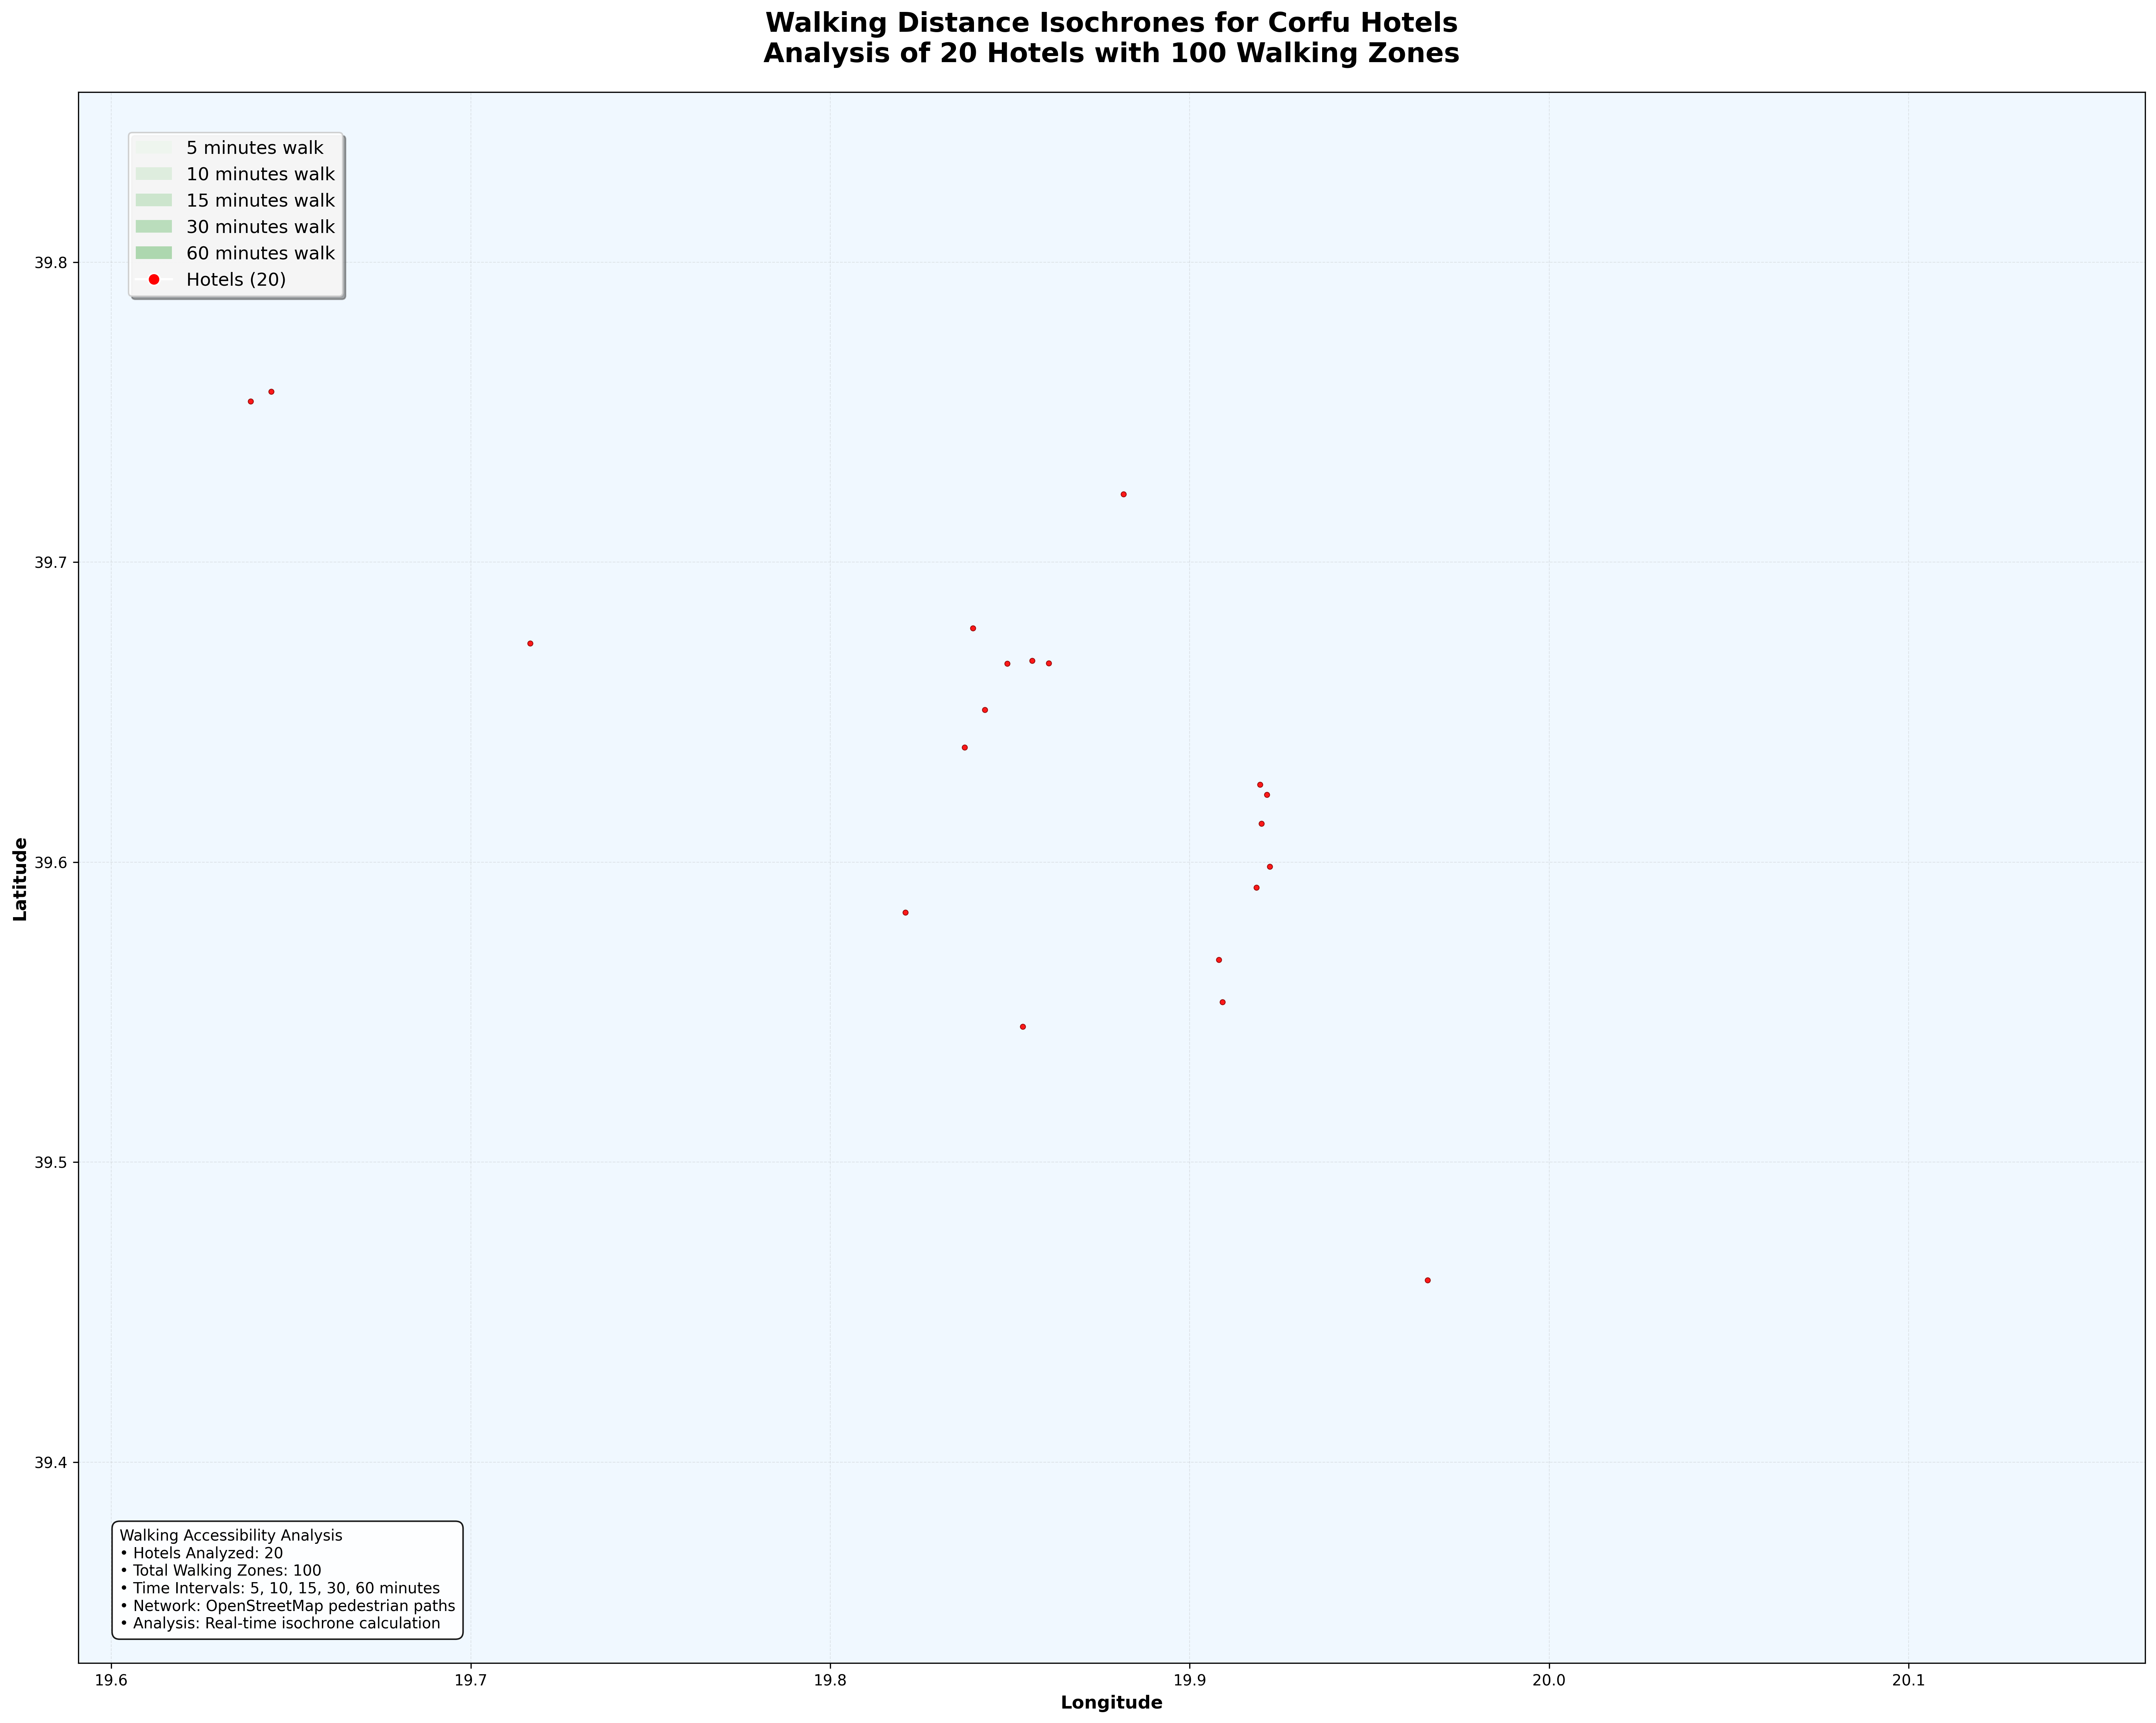 Walking Distance Isochrones for Corfu Hotels
Analysis of 20 Hotels with 100 Walking Zones
5 minutes walk
10 minutes walk
15 minutes walk
30 minutes walk
60 minutes walk
Hotels (20)
39.8
39.7
39.6
39.5
39.4
Latitude
Walking Accessibility Analysis
• Hotels Analyzed: 20
• Total Walking Zones: 100
• Time Intervals: 5, 10, 15, 30, 60 minutes
• Network: OpenStreetMap pedestrian paths
• Analysis: Real-time isochrone calculation
19.6 19.7 19.8 19.9 20.0 20.1
Longitude